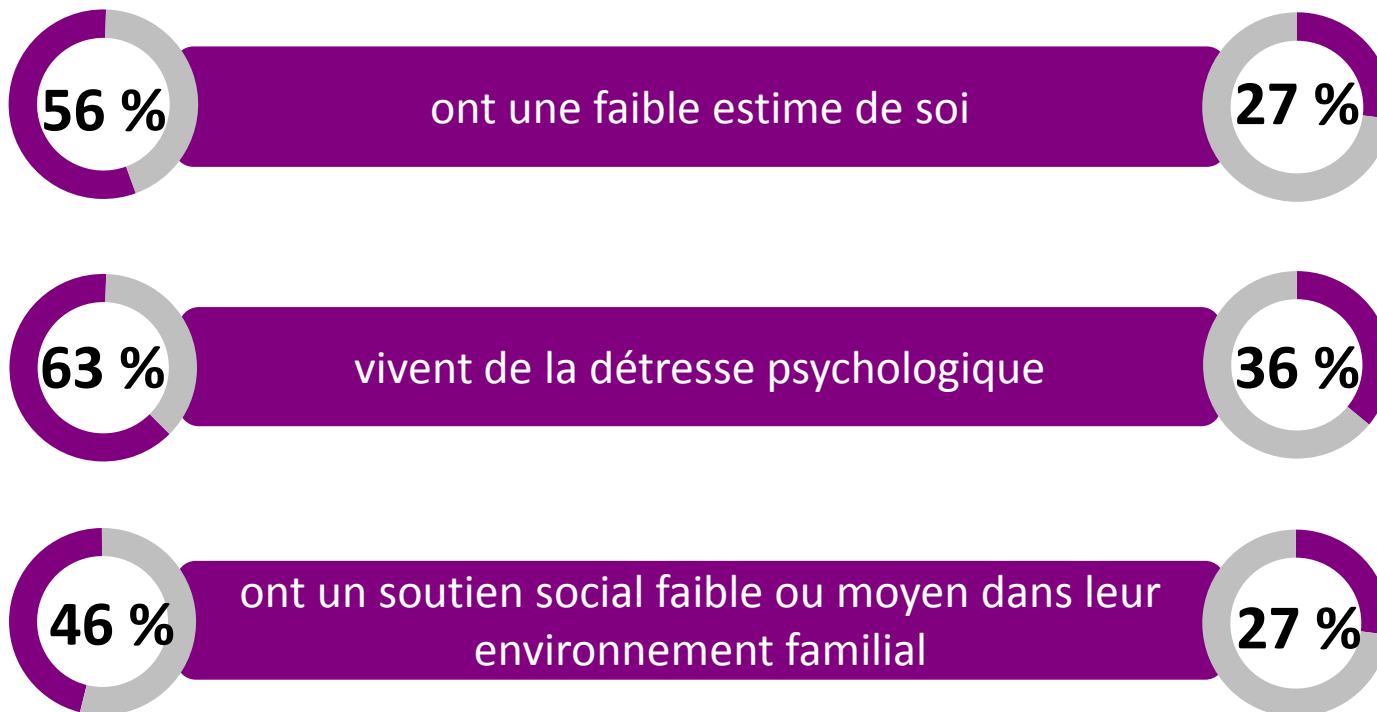 56 %
ont une faible estime de soi
27 %
63 %
vivent de la détresse psychologique
36 %
46 %
ont un soutien social faible ou moyen dans leur
environnement familial
27 %